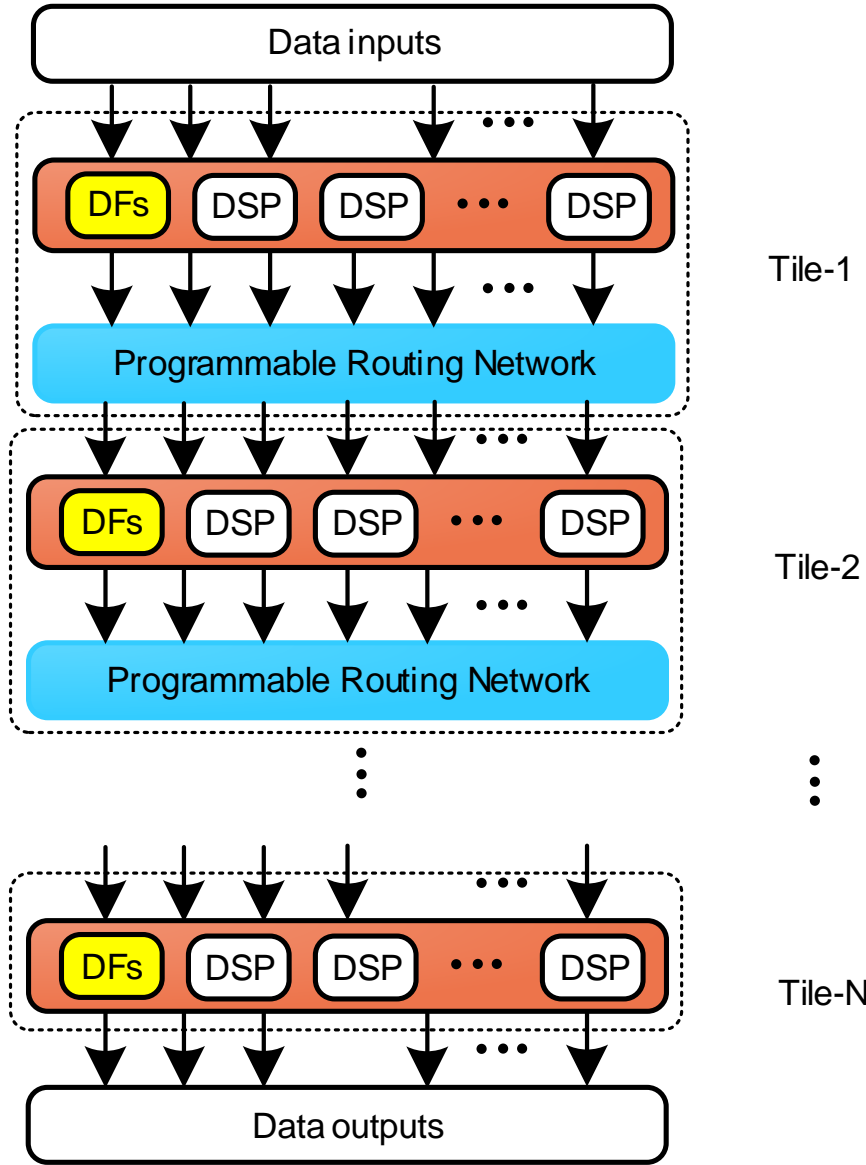 Data inputs
DFs DSP DSP ••• DSP
Tile-1
Programmable Routing Network
DFs DSP DSP ••• DSP
Tile-2
Programmable Routing Network
DFs DSP DSP ••• DSP
Tile-N
Data outputs